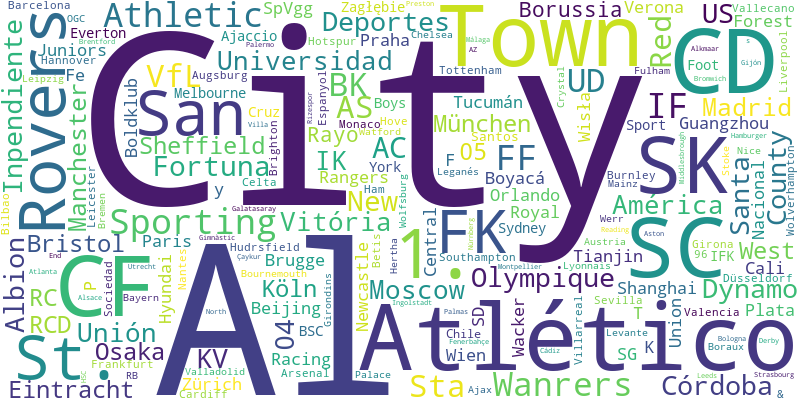 Barcelona
OGC
Brentford
Everton
Juniors
Hannover
Leipzig
Athletic
SpVgg
Zagłębie
Preston
Deportes
Ajaccio
Hotspur
Praha
Palermo
Málaga
AZ
Chelsea
Borussia
US
Verona
Vallecano
Forest
Alkmaar
Foot
Gijón
Bromwich
Liverpool
Town
Red
CD
City
Rovers
Inpendiente
Fe
VfL
Augsburg
Universidad
Melbourne
Boldklub
San
Cruz
Villa
Espanyol
Rizespor
BK
Boys
AS
Monaco
Watford
Hove
Tottenham
Crystal
UD
Fulham
Tucumán
IF
Madrid
Wisła
Guangzhou
Sport
Santos
München
Manchester
Sheffield
Brighton
Rayo
AC
Fortuna
IK
York
Rangers
Ham
Leganés
F
05
FF
Boyacá
Orlando
Royal
Sydney
Central
Burnley
Mainz
SK
Middlesbrough
Hamburger
Nice
Stoke
Santa
Nacional
County
Wolverhampton
América
Leicester
Bremen
y
Celta
Galatasaray
New
Wolfsburg
Bilbao
Bristol
Sporting
Vitória
1.
FK
Werr
Austria
Reading
SC
Aston
Girona
96
IFK
West
Cali
Düsseldorf
Albion
End
Gimnàstic
Paris
Hudrsfield
Brugge
Betis
Hertha
Newcastle
Southampton
Nürnberg
Montpellier
Lyonnais
Olympique
Tianjin
Shanghai
Dynamo
Atlanta
Utrecht
CF
Sociedad
Nantes
Çaykur
Bournemouth
Köln
Moscow
RC
P
Alsace
Bayern
Hyundai
Beijing
04
Girondins
BSC
Ingolstadt
Palmas
Sevilla
T
Union
Valencia
Plata
RCD
St.
Unión
Al
North
Atlético
Chile
SD
Wacker
Villarreal
Levante
Bologna
Boraux
Derby
Osaka
KV
Racing
Wien
Fenerbahçe
K
SG
Frankfurt
RB
Valladolid
Arsenal
Eintracht
NGC
Zürich
Cardiff
Palace
Sta
Ajax
Wanrers
Cádiz
Córdoba
Leeds
Strasbourg
&
s